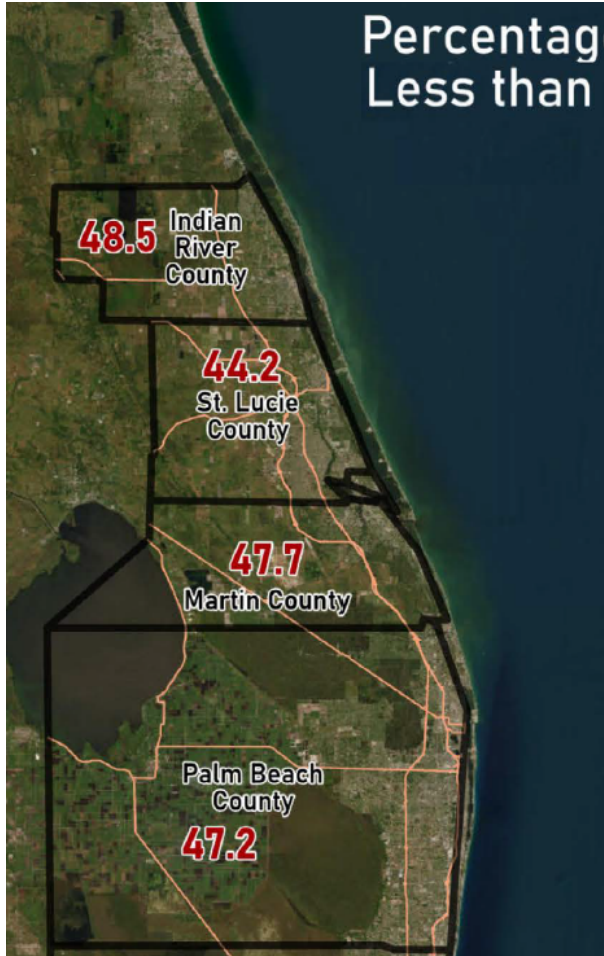 Percentag
Less than
48.5
Indian
River
County
44.2
St. Lucie
County
47.7
Martin County
Palm Beach
County
47.2